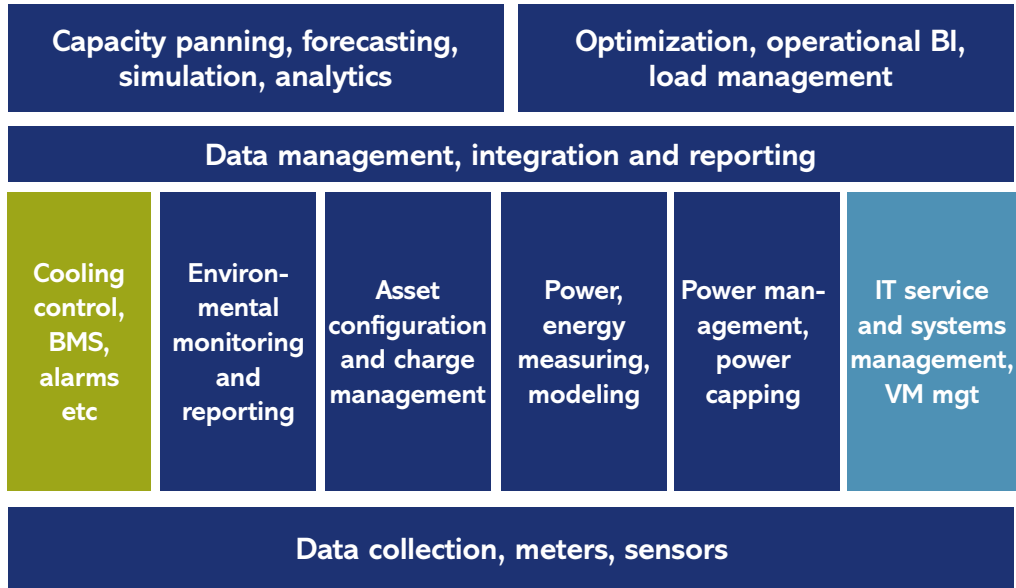 Capacity panning, forecasting,
simulation, analytics
Optimization, operational BI,
load management
Data management, integration and reporting
Cooling
control,
BMS,
alarms
etc
Environ-
mental
monitoring
and
reporting
Asset
configuration
and charge
management
Power,
energy
measuring,
modeling
Power man-
agement,
power
capping
IT service
and systems
management,
VM mgt
Data collection, meters, sensors